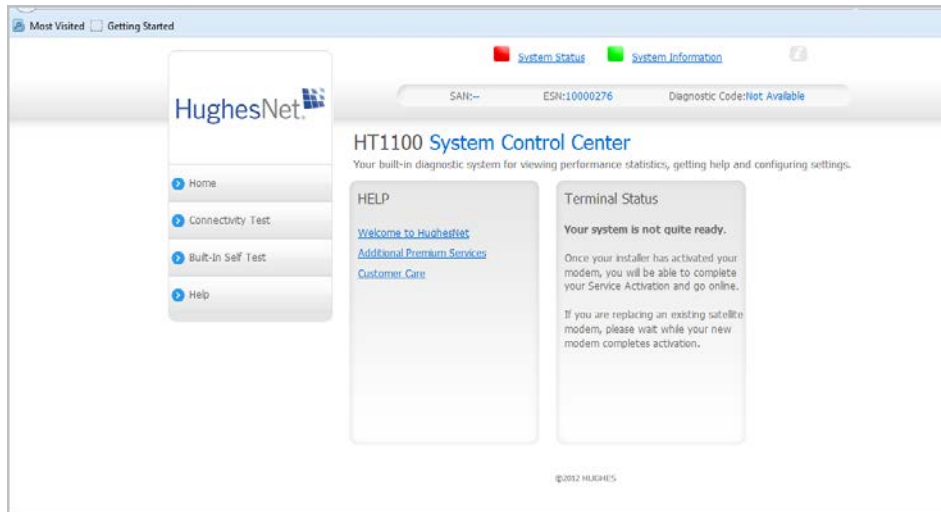 Most Visited Getting Started
System Status System Information
HughesNet.
SAN:-- ESN:10000276 Diagnostic Code:Not Available
HT1100 System Control Center
Your built-in diagnostic system for viewing performance statistics, getting help and configuring settings.
Home
Connectivity Test
Built-In Self Test
Help
HELP
Welcome to HughesNet
Additional Premium Services
Customer Care
Terminal Status
Your system is not quite ready.
Once your installer has activated your
modem, you will be able to complete
your Service Activation and go online.
If you are replacing an existing satellite
modem, please wait while your new
modem completes activation.
©2012 HUGHES